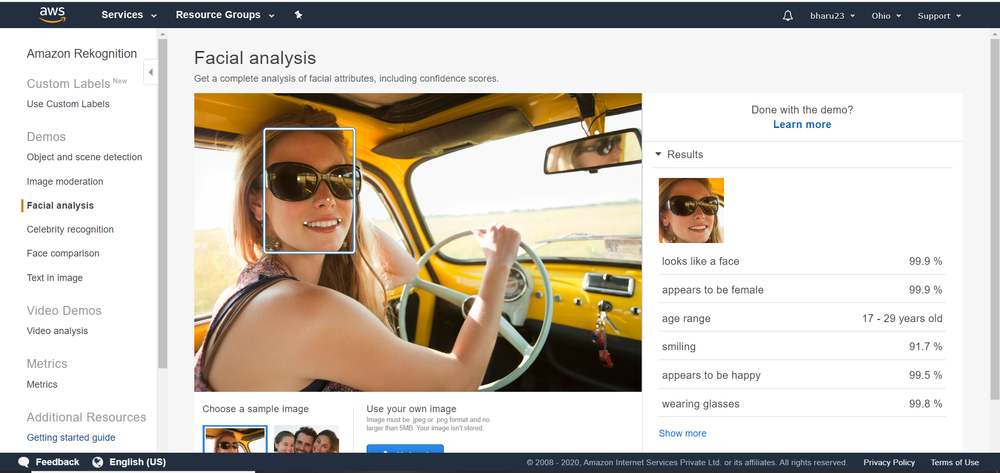 aws
Services
Resource Groups
bharu23
Ohio
Support
Amazon Rekognition
Custom Labels New
Use Custom Labels
Demos
Object and scene detection
Image moderation
Facial analysis
Celebrity recognition
Face comparison
Text in image
Video Demos
Video analysis
Metrics
Metrics
Additional Resources
Getting started guide
Facial analysis
Get a complete analysis of facial attributes, including confidence scores.
Choose a sample image
Use your own image
Image must be .jpeg or .png format and no
larger than 5MB. Your image isn't stored.
Done with the demo?
Learn more
Results
looks like a face 99.9 %
appears to be female 99.9 %
age range 17 - 29 years old
smiling 91.7 %
appears to be happy 99.5 %
wearing glasses 99.8 %
Show more
Feedback
English (US)
© 2008 - 2020, Amazon Internet Services Private Ltd. or its affiliates. All rights reserved.
Privacy Policy
Terms of Use